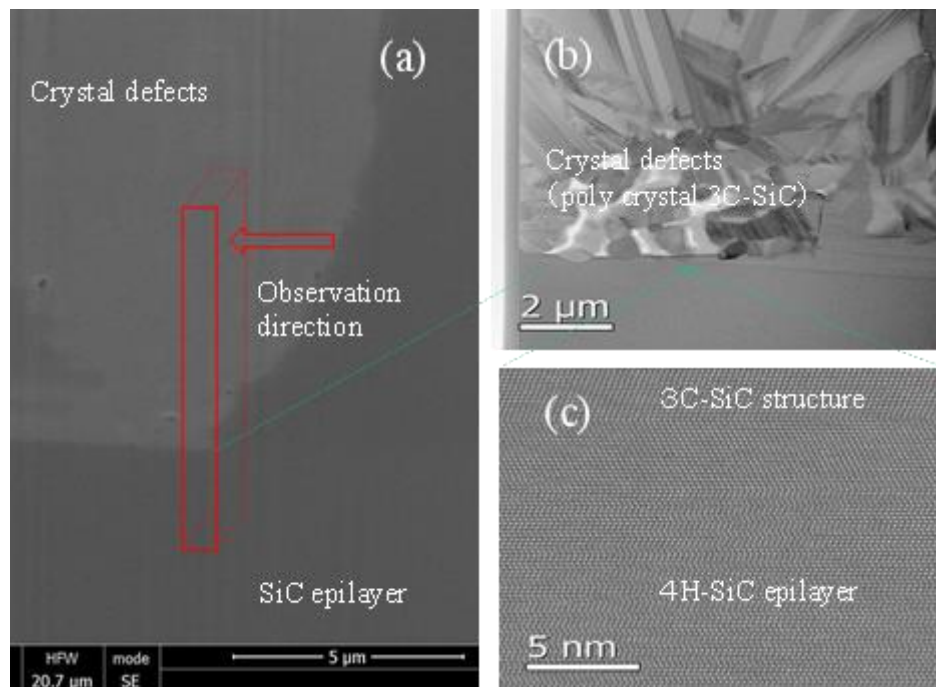 (a)
Crystal defects
Observation
direction
SiC epilayer
HFW
20.7 μm
mode
SE
5 μm
(b)
Crystal defects
(poly crystal 3C-SiC)
2 μm
(c)
3C-SiC structure
4H-SiC epilayer
5 nm